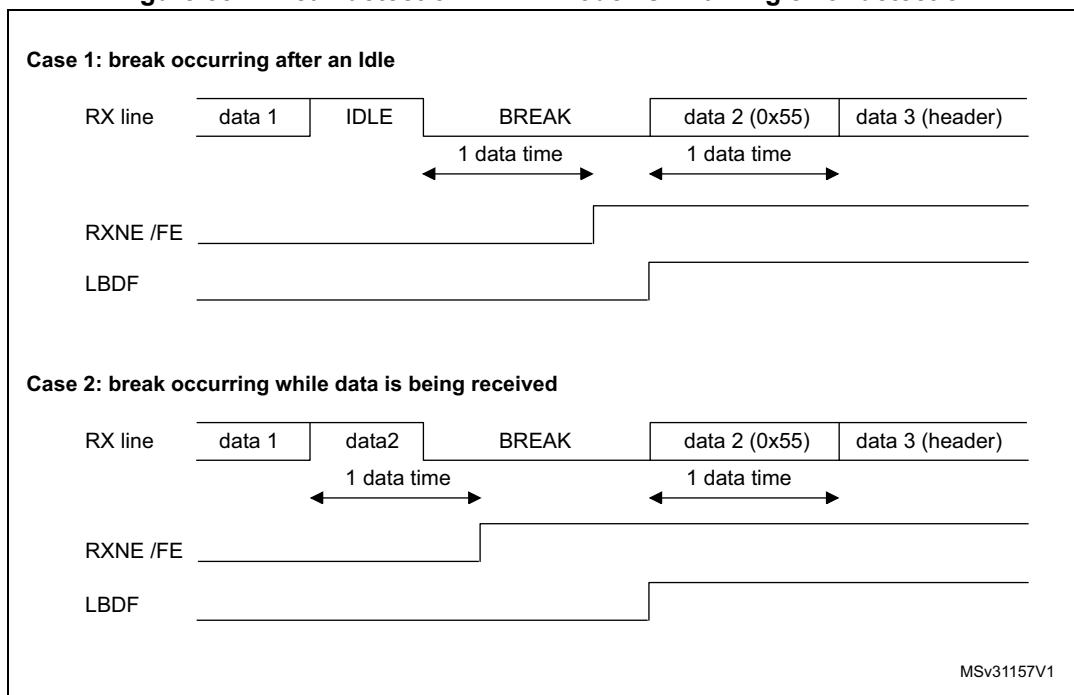 Case 1: break occurring after an Idle
RX line data 1 IDLE BREAK data 2 (0x55) data 3 (header)
1 data time 1 data time
RXNE /FE
LBDF
Case 2: break occurring while data is being received
RX line data 1 data2 BREAK data 2 (0x55) data 3 (header)
1 data time 1 data time
RXNE /FE
LBDF
MSv31157V1